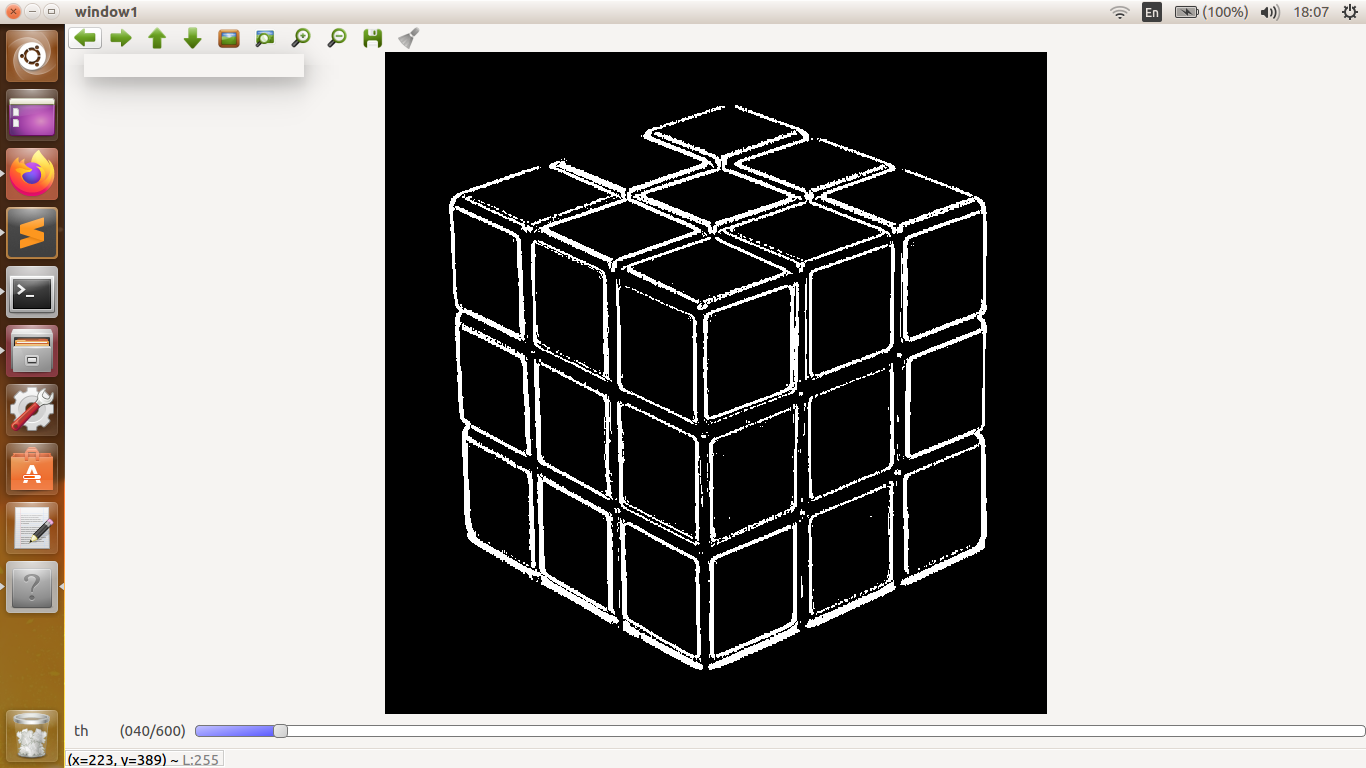 window1
En
(100%)
18:07
th
(040/600)
(x=223, y=389) ~ L:255